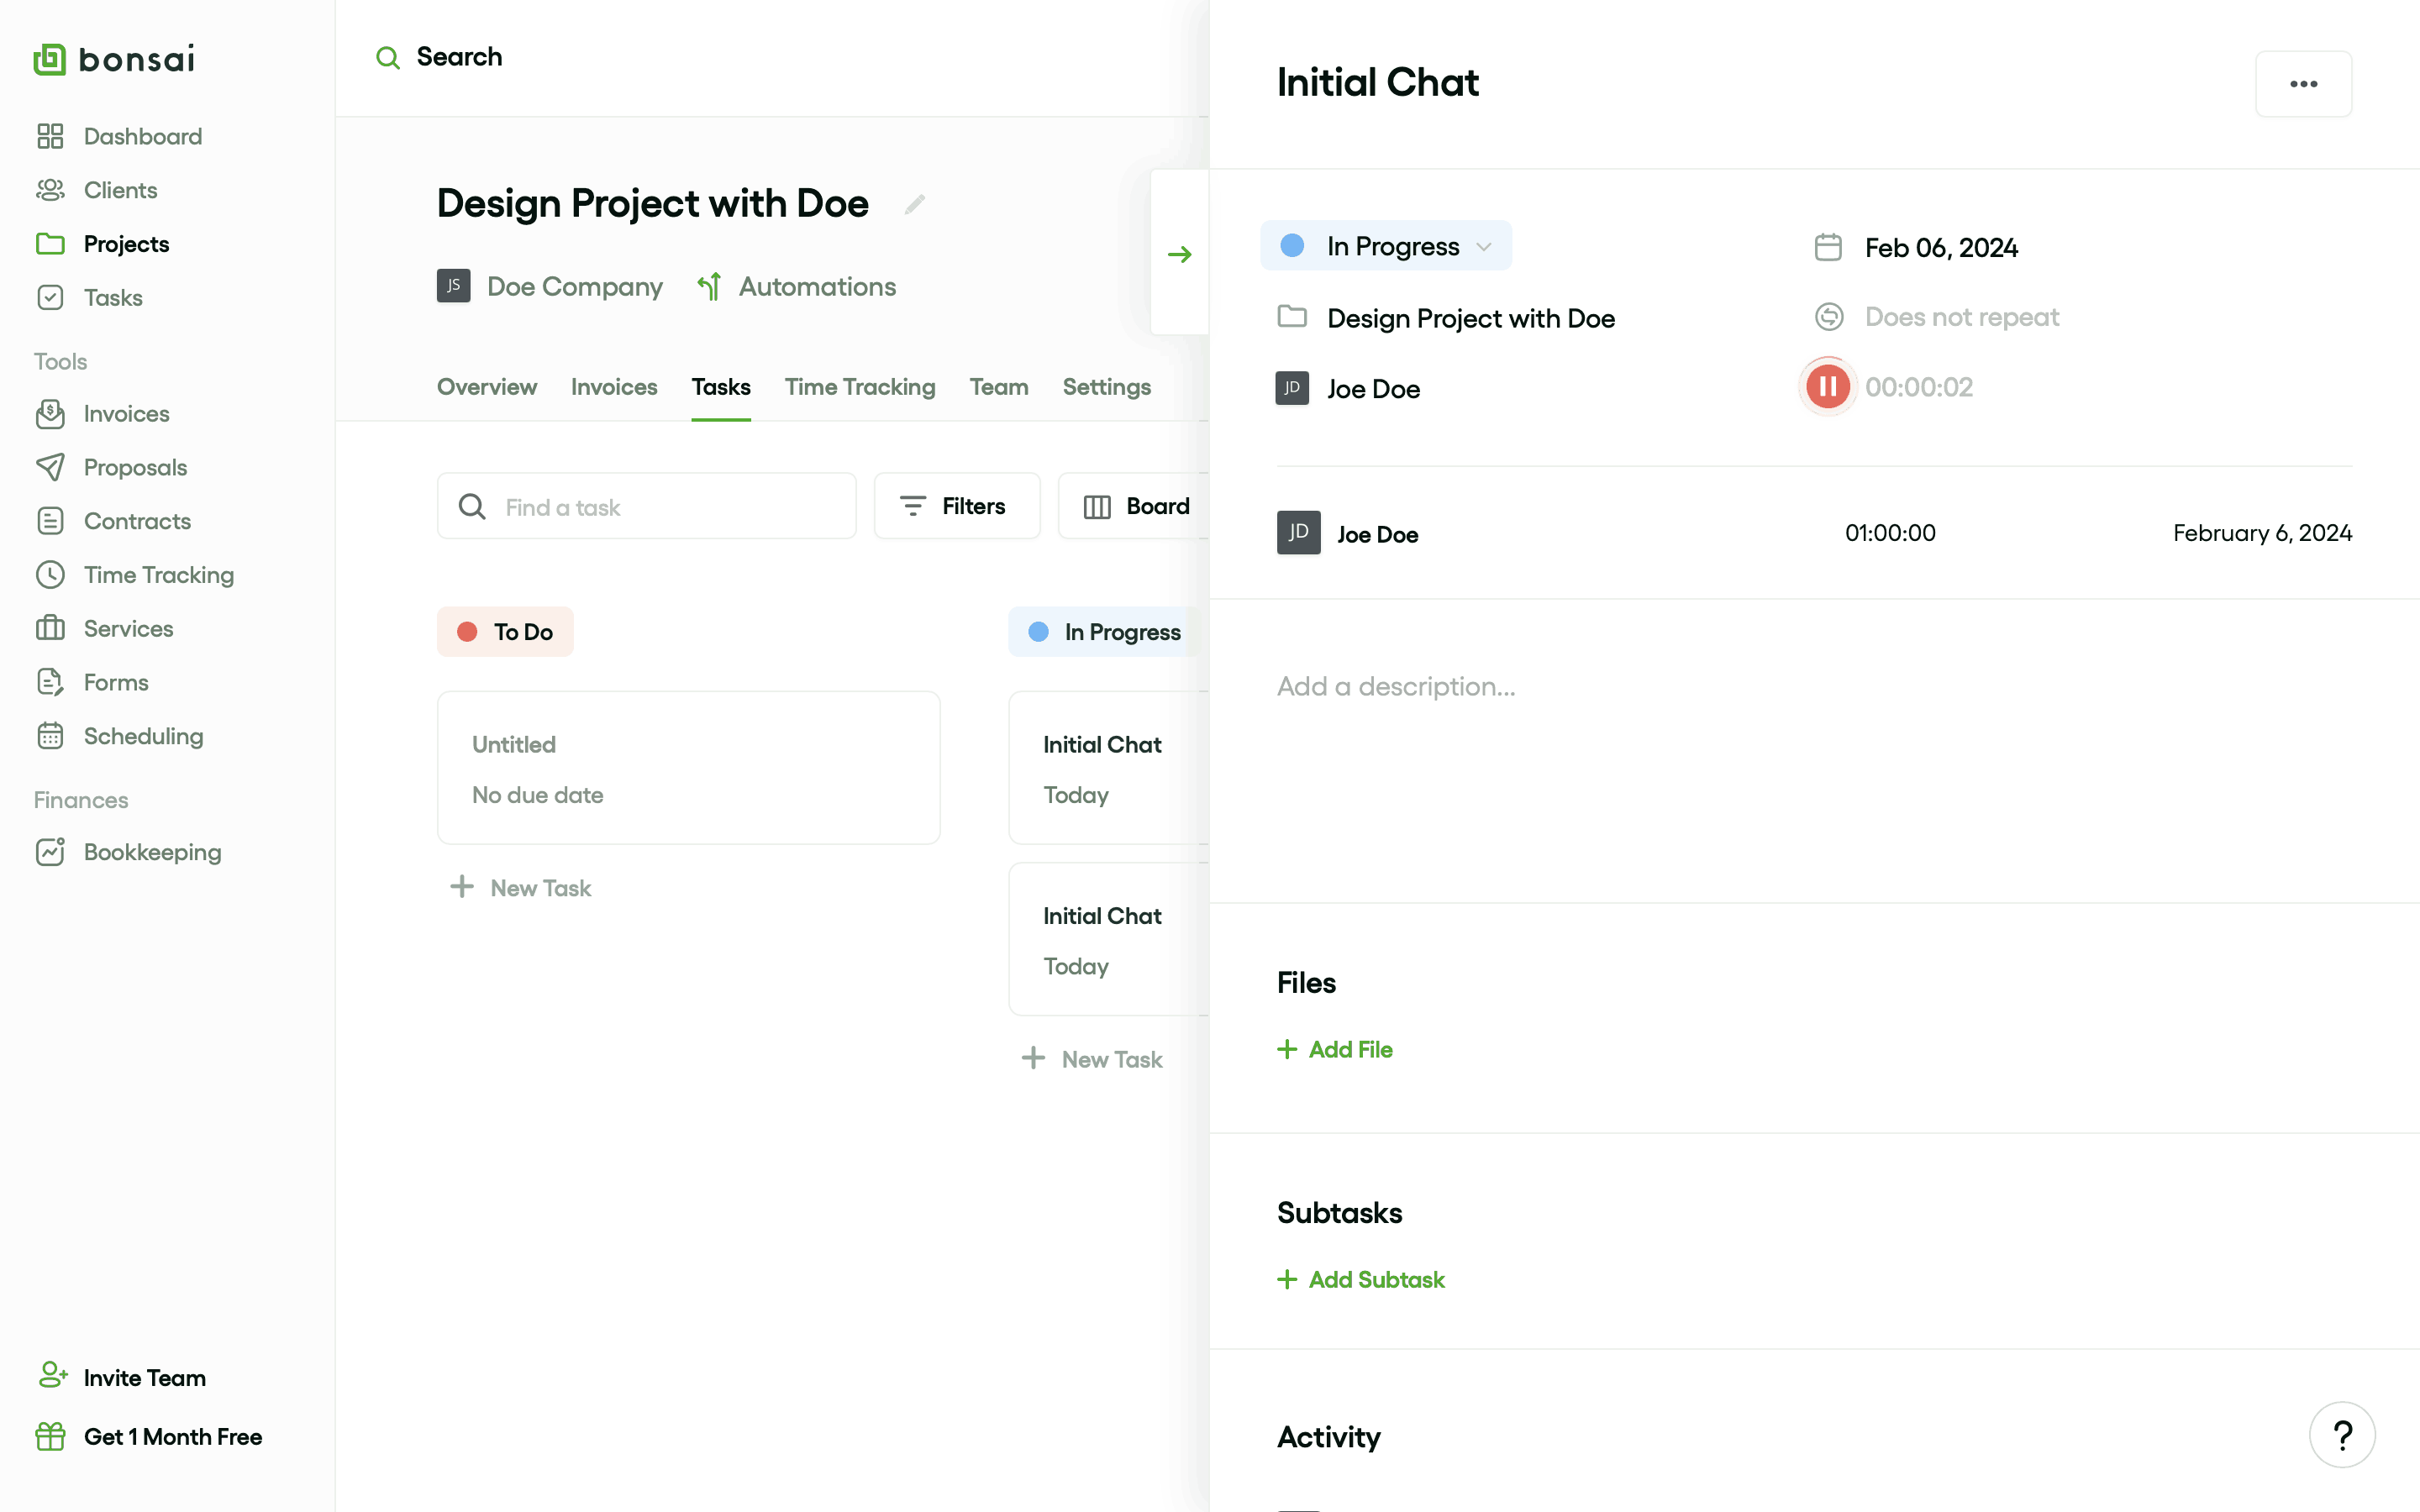 bonsai
Dashboard
Clients
Projects
Tasks
Tools
Invoices
Proposals
Contracts
Time Tracking
Services
Forms
Scheduling
Finances
Bookkeeping
Invite Team
Get 1 Month Free
Search
Design Project with Doe
JS Doe Company Automations
Overview Invoices Tasks Time Tracking Team Settings
Find a task Filters Board
To Do
Untitled
No due date
New Task
In Progress
Initial Chat
Today
Initial Chat
Today
New Task
Initial Chat
In Progress Feb 06, 2024
Design Project with Doe Does not repeat
JD Joe Doe 00:00:02
JD Joe Doe 01:00:00 February 6, 2024
Add a description...
Files
+ Add File
Subtasks
+ Add Subtask
Activity
?